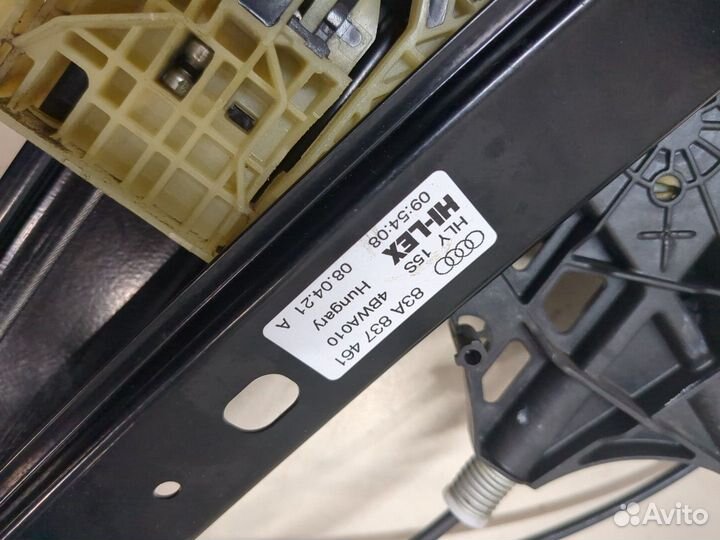 HLY 15S
HI-LEX
09:54:08
83A 837 461
4BWA010
Hungary
08.04.21 A
Avito